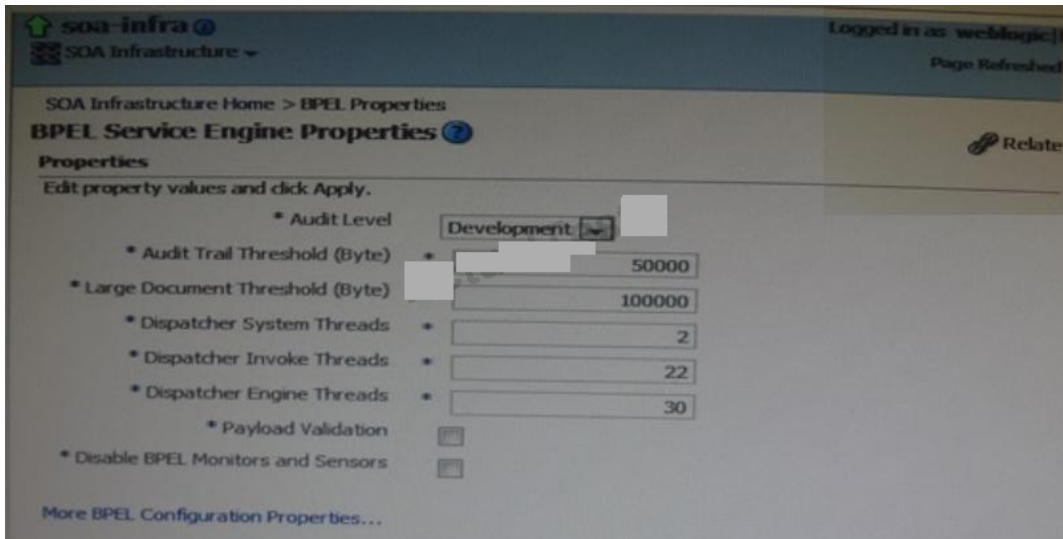 soa-infra
Logged in as weblogic
SOA Infrastructure
Page Refreshed
SOA Infrastructure Home > BPEL Properties
BPEL Service Engine Properties ?
Relate
Properties
Edit property values and click Apply.
* Audit Level Development
* Audit Trail Threshold (Byte) * 50000
* Large Document Threshold (Byte) 100000
* Dispatcher System Threads * 2
* Dispatcher Invoke Threads * 22
* Dispatcher Engine Threads * 30
* Payload Validation
* Disable BPEL Monitors and Sensors
More BPEL Configuration Properties...